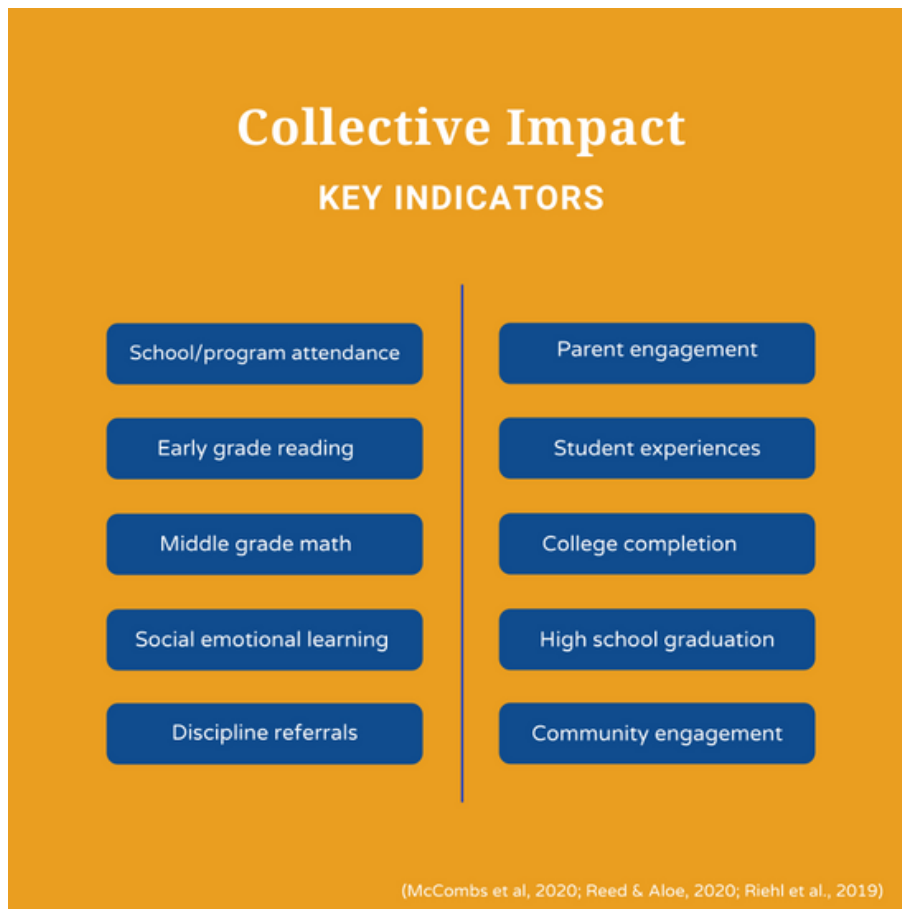 Collective Impact
KEY INDICATORS
School/program attendance
Early grade reading
Middle grade math
Social emotional learning
Discipline referrals
Parent engagement
Student experiences
College completion
High school graduation
Community engagement
(McCombs et al, 2020; Reed & Aloe, 2020; Riehl et al., 2019)